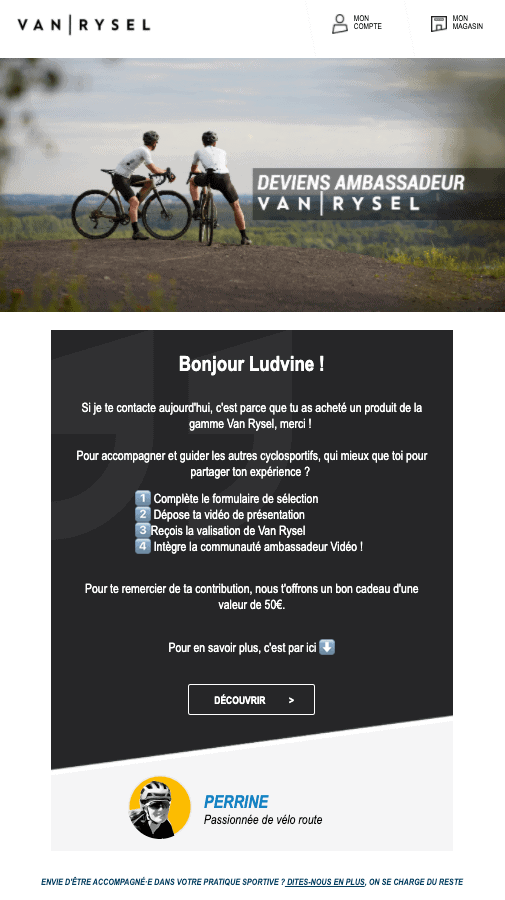 VAN|RYSEL
MON
COMPTE
MON
MAGASIN
DEVIENS AMBASSADEUR
VAN|RYSEL
Bonjour Ludvine !
Si je te contacte aujourd'hui, c'est parce que tu as acheté un produit de la
gamme Van Rysel, merci !
Pour accompagner et guider les autres cyclosportifs, qui mieux que toi pour
partager ton expérience ?
1 Complète le formulaire de sélection
2 Dépose ta vidéo de présentation
3 Reçois la valisation de Van Rysel
4 Intègre la communauté ambassadeur Vidéo !
Pour te remercier de ta contribution, nous t'offrons un bon cadeau d'une
valeur de 50€.
Pour en savoir plus, c'est par ici ⬇️
DÉCOUVRIR >
PERRINE
Passionnée de vélo route
ENVIE D'ÊTRE ACCOMPAGNÉ·E DANS VOTRE PRATIQUE SPORTIVE ? DITES-NOUS EN PLUS, ON SE CHARGE DU RESTE